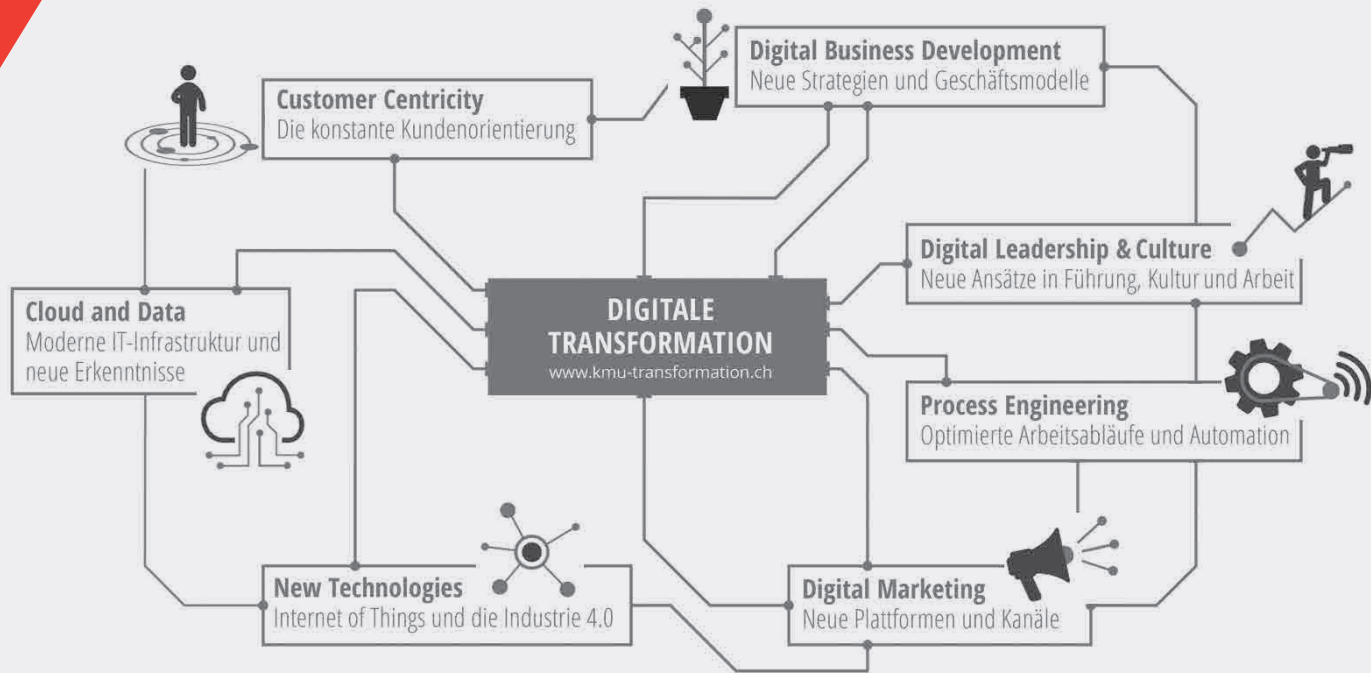 Digital Business Development
Neue Strategien und Geschäftsmodelle
Customer Centricity
Die konstante Kundenorientierung
Digital Leadership & Culture
Neue Ansätze in Führung, Kultur und Arbeit
Cloud and Data
Moderne IT-Infrastruktur und
neue Erkenntnisse
DIGITALE
TRANSFORMATION
www.kmu-transformation.ch
Process Engineering
Optimierte Arbeitsabläufe und Automation
New Technologies
Internet of Things und die Industrie 4.0
Digital Marketing
Neue Plattformen und Kanäle